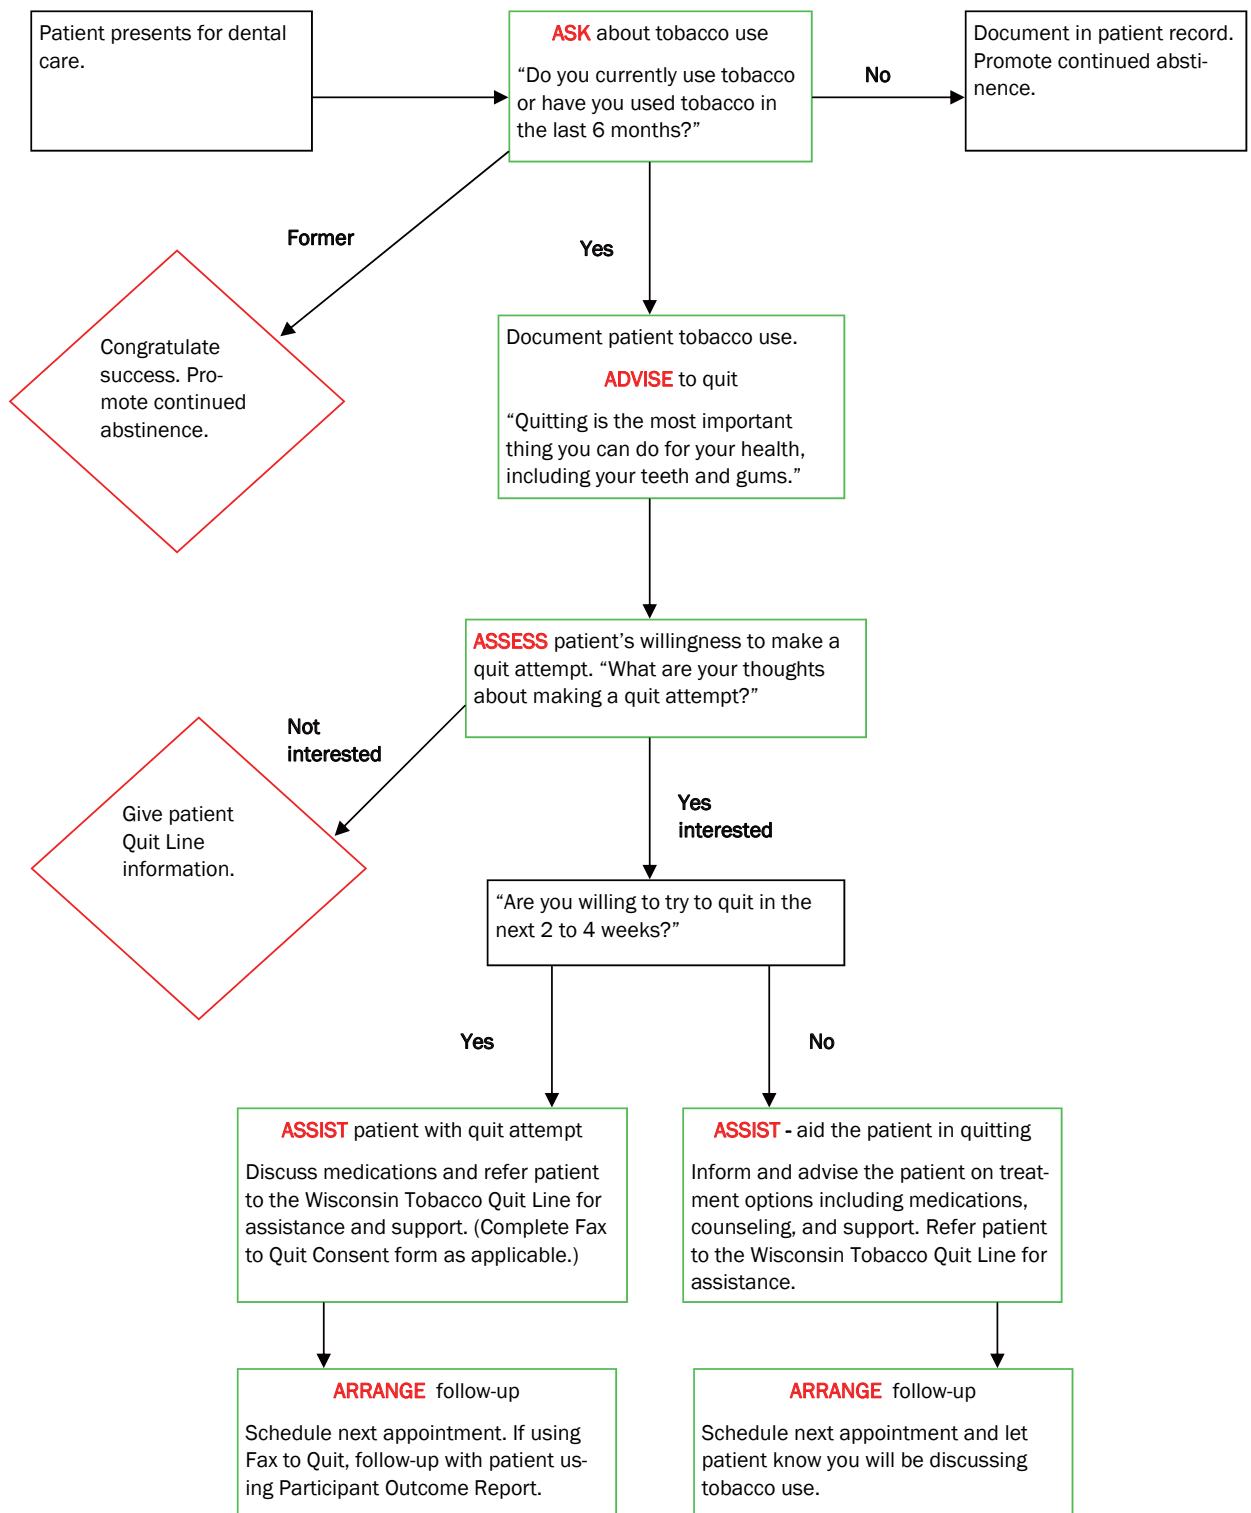 Patient presents for dental
care.
ASK about tobacco use
“Do you currently use tobacco
or have you used tobacco in
the last 6 months?”
No
Document in patient record.
Promote continued absti-
nence.
Former
Yes
Congratulate
success. Pro-
mote continued
abstinence.
Document patient tobacco use.
ADVISE to quit
“Quitting is the most important
thing you can do for your health,
including your teeth and gums.”
ASSESS patient’s willingness to make a
quit attempt. “What are your thoughts
about making a quit attempt?”
Not
interested
Give patient
Quit Line
information.
Yes
interested
“Are you willing to try to quit in the
next 2 to 4 weeks?”
Yes
No
ASSIST patient with quit attempt
Discuss medications and refer patient
to the Wisconsin Tobacco Quit Line for
assistance and support. (Complete Fax
to Quit Consent form as applicable.)
ASSIST - aid the patient in quitting
Inform and advise the patient on treat-
ment options including medications,
counseling, and support. Refer patient
to the Wisconsin Tobacco Quit Line for
assistance.
ARRANGE follow-up
Schedule next appointment. If using
Fax to Quit, follow-up with patient us-
ing Participant Outcome Report.
ARRANGE follow-up
Schedule next appointment and let
patient know you will be discussing
tobacco use.